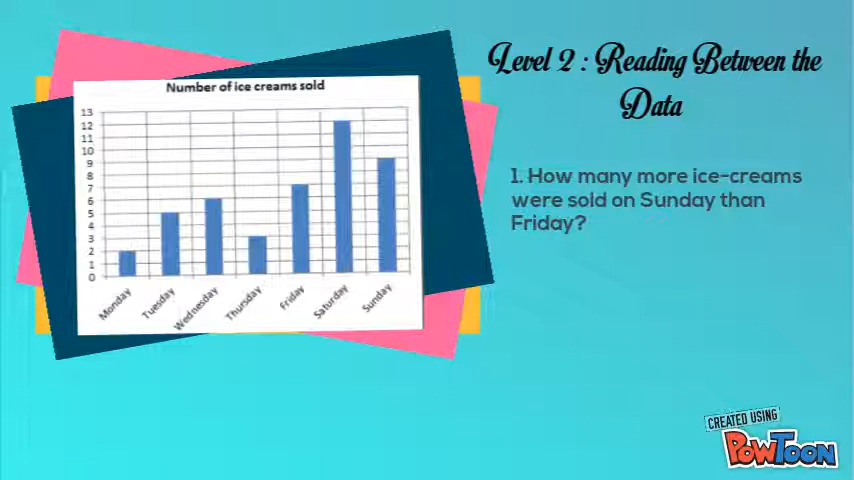 Level 2 : Reading Between the
Data
Number of ice creams sold
13
12
11
10
9
8
7
6
5
4
3
2
1
0
Monday
Tuesday
Wednesday
Thursday
Friday
Saturday
Sunday
1. How many more ice-creams
were sold on Sunday than
Friday?
CREATED USING
POWTOON